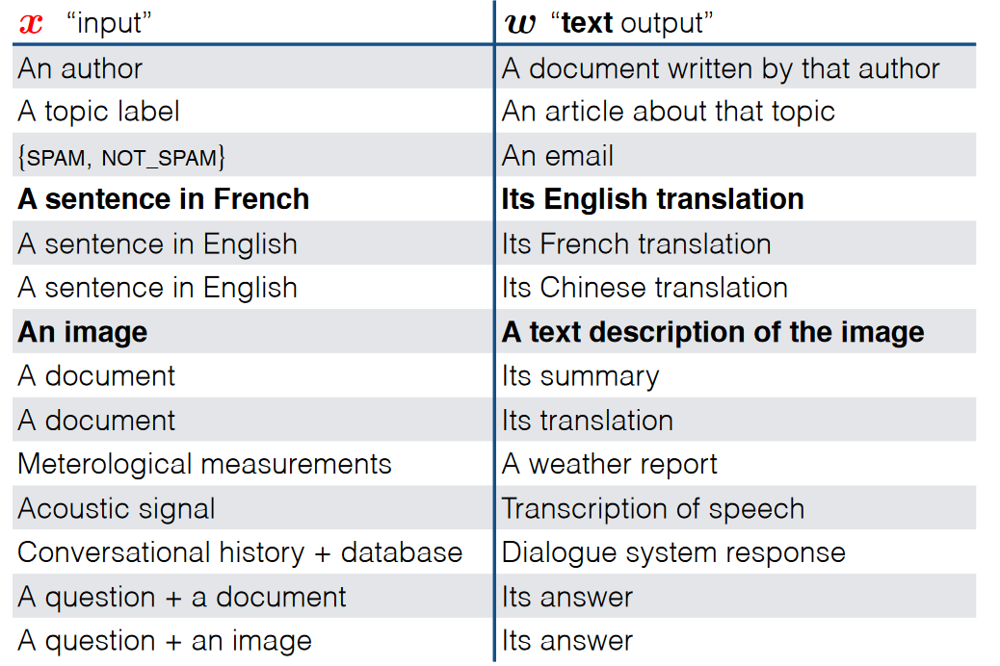 x “input” w “text output”
An author A document written by that author
A topic label An article about that topic
{SPAM, NOT_SPAM} An email
A sentence in French Its English translation
A sentence in English Its French translation
A sentence in English Its Chinese translation
An image A text description of the image
A document Its summary
A document Its translation
Meterological measurements A weather report
Acoustic signal Transcription of speech
Conversational history + database Dialogue system response
A question + a document Its answer
A question + an image Its answer